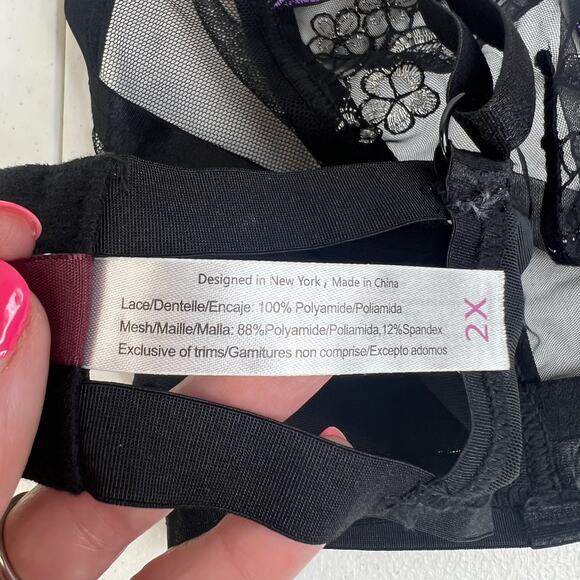 Designed in New York, Made in China
Lace/Dentelle/Encaje: 100% Polyamide/Poliamida
Mesh/Maille/Malla: 88%Polyamide/Poliamida,12%Spandex
Exclusive of trims/Garnitures non comprise/Excepto adornos
2X